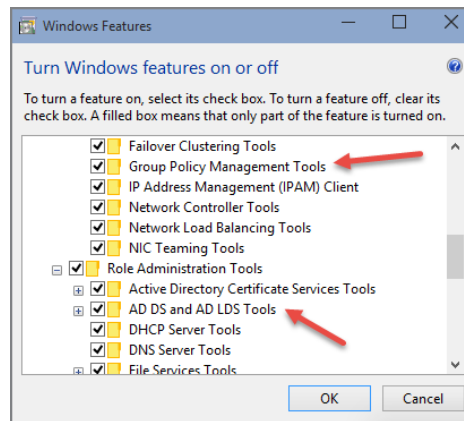 Windows Features
Turn Windows features on or off
To turn a feature on, select its check box. To turn a feature off, clear its
check box. A filled box means that only part of the feature is turned on.
Failover Clustering Tools
Group Policy Management Tools
IP Address Management (IPAM) Client
Network Controller Tools
Network Load Balancing Tools
NIC Teaming Tools
Role Administration Tools
Active Directory Certificate Services Tools
AD DS and AD LDS Tools
DHCP Server Tools
DNS Server Tools
File Services Tools
OK Cancel